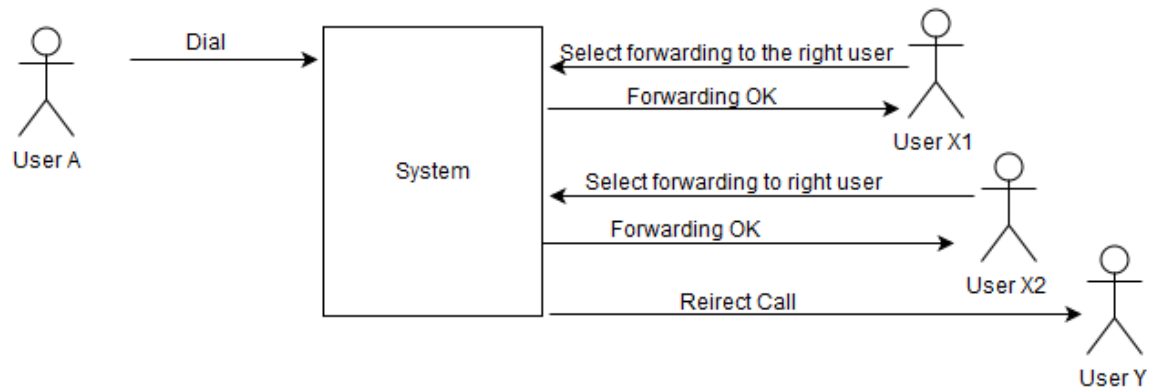 Dial
Select forwarding to the right user
Forwarding OK
User X1
User A
System
Select forwarding to right user
Forwarding OK
User X2
Reirect Call
User Y